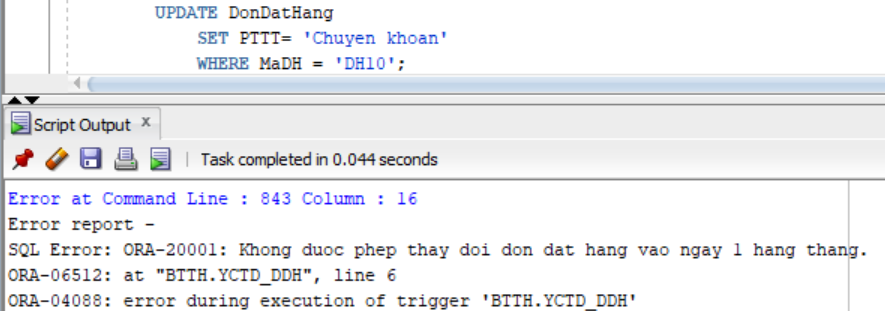 UPDATE DonDatHang
SET PTTT= 'Chuyen khoan'
WHERE MaDH = 'DH10';
Script Output x
Task completed in 0.044 seconds
Error at Command Line : 843 Column : 16
Error report -
SQL Error: ORA-20001: Khong duoc phep thay doi don dat hang vao ngay 1 hang thang.
ORA-06512: at "BTTH.YCTD_DDH", line 6
ORA-04088: error during execution of trigger 'BTTH.YCTD_DDH'